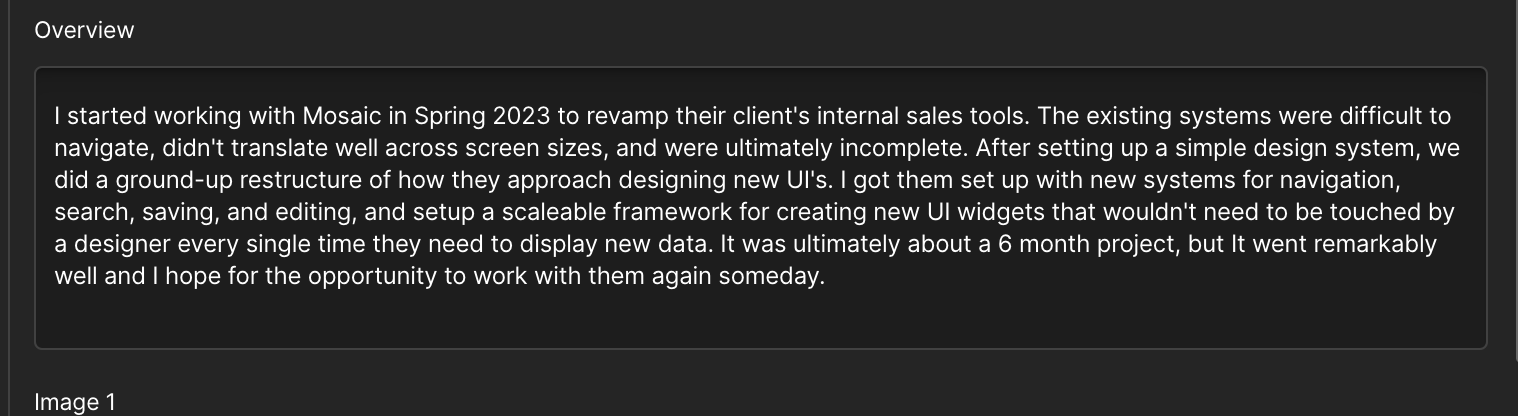 Overview
I started working with Mosaic in Spring 2023 to revamp their client's internal sales tools. The existing systems were difficult to
navigate, didn't translate well across screen sizes, and were ultimately incomplete. After setting up a simple design system, we
did a ground-up restructure of how they approach designing new UI's. I got them set up with new systems for navigation,
search, saving, and editing, and setup a scaleable framework for creating new UI widgets that wouldn't need to be touched by
a designer every single time they need to display new data. It was ultimately about a 6 month project, but It went remarkably
well and I hope for the opportunity to work with them again someday.
Image 1